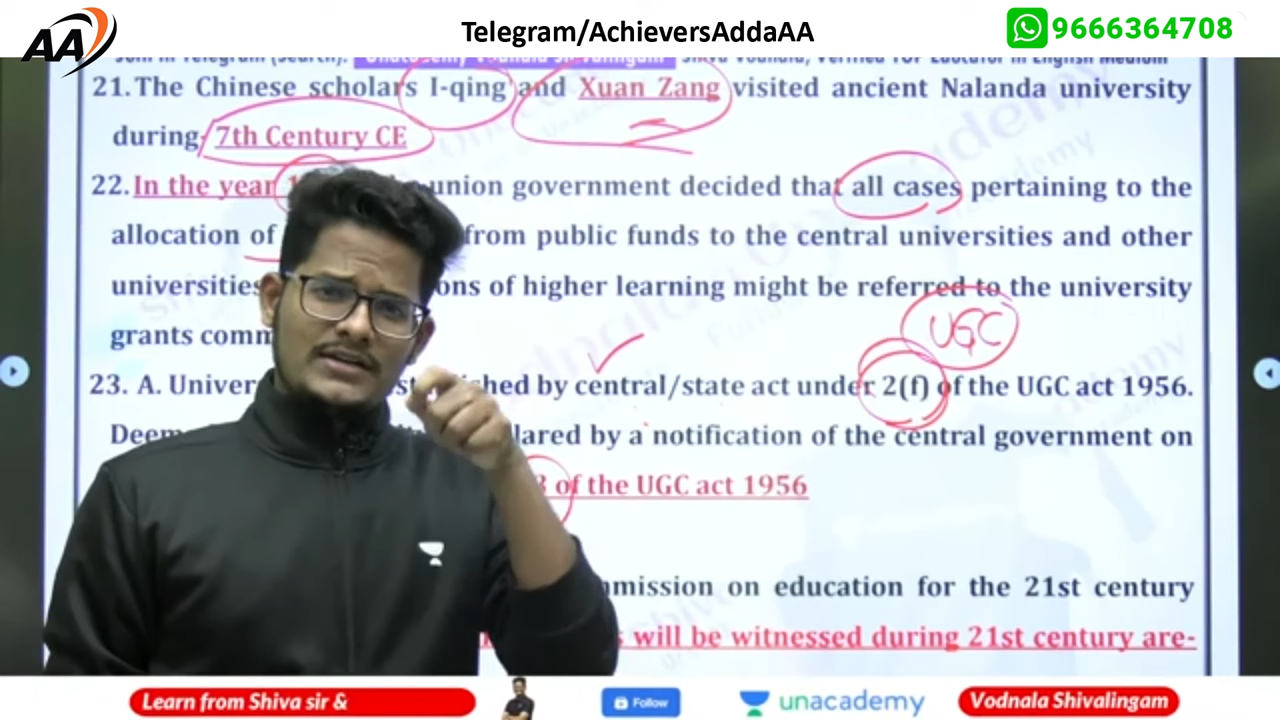 AA
Telegram/AchieversAddaAA
9666364708
21.The Chinese scholars I-qing and Xuan Zang visited ancient Nalanda university
during 7th Century CE
22.In the year union government decided that all cases pertaining to the
allocation of from public funds to the central universities and other
universities of higher learning might be referred to the university
grants
UGC
23. A. by central/state act under 2(f) of the UGC act 1956.
by a notification of the central government on
3 of the UGC act 1956
on education for the 21st century
will be witnessed during 21st century are-
Learn from Shiva sir &
Follow
unacademy
Vodnala Shivalingam